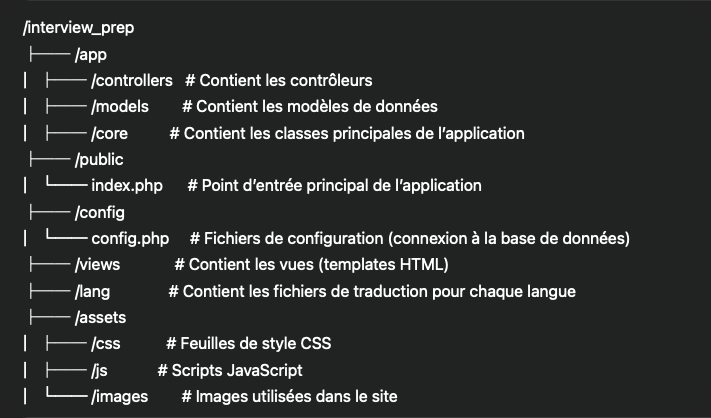 /interview_prep
├── /app
│ ├── /controllers # Contient les contrôleurs
│ ├── /models # Contient les modèles de données
│ ├── /core # Contient les classes principales de l’application
├── /public
│ └── index.php # Point d’entrée principal de l’application
├── /config
│ └── config.php # Fichiers de configuration (connexion à la base de données)
├── /views # Contient les vues (templates HTML)
├── /lang # Contient les fichiers de traduction pour chaque langue
├── /assets
│ ├── /css # Feuilles de style CSS
│ ├── /js # Scripts JavaScript
│ └── /images # Images utilisées dans le site